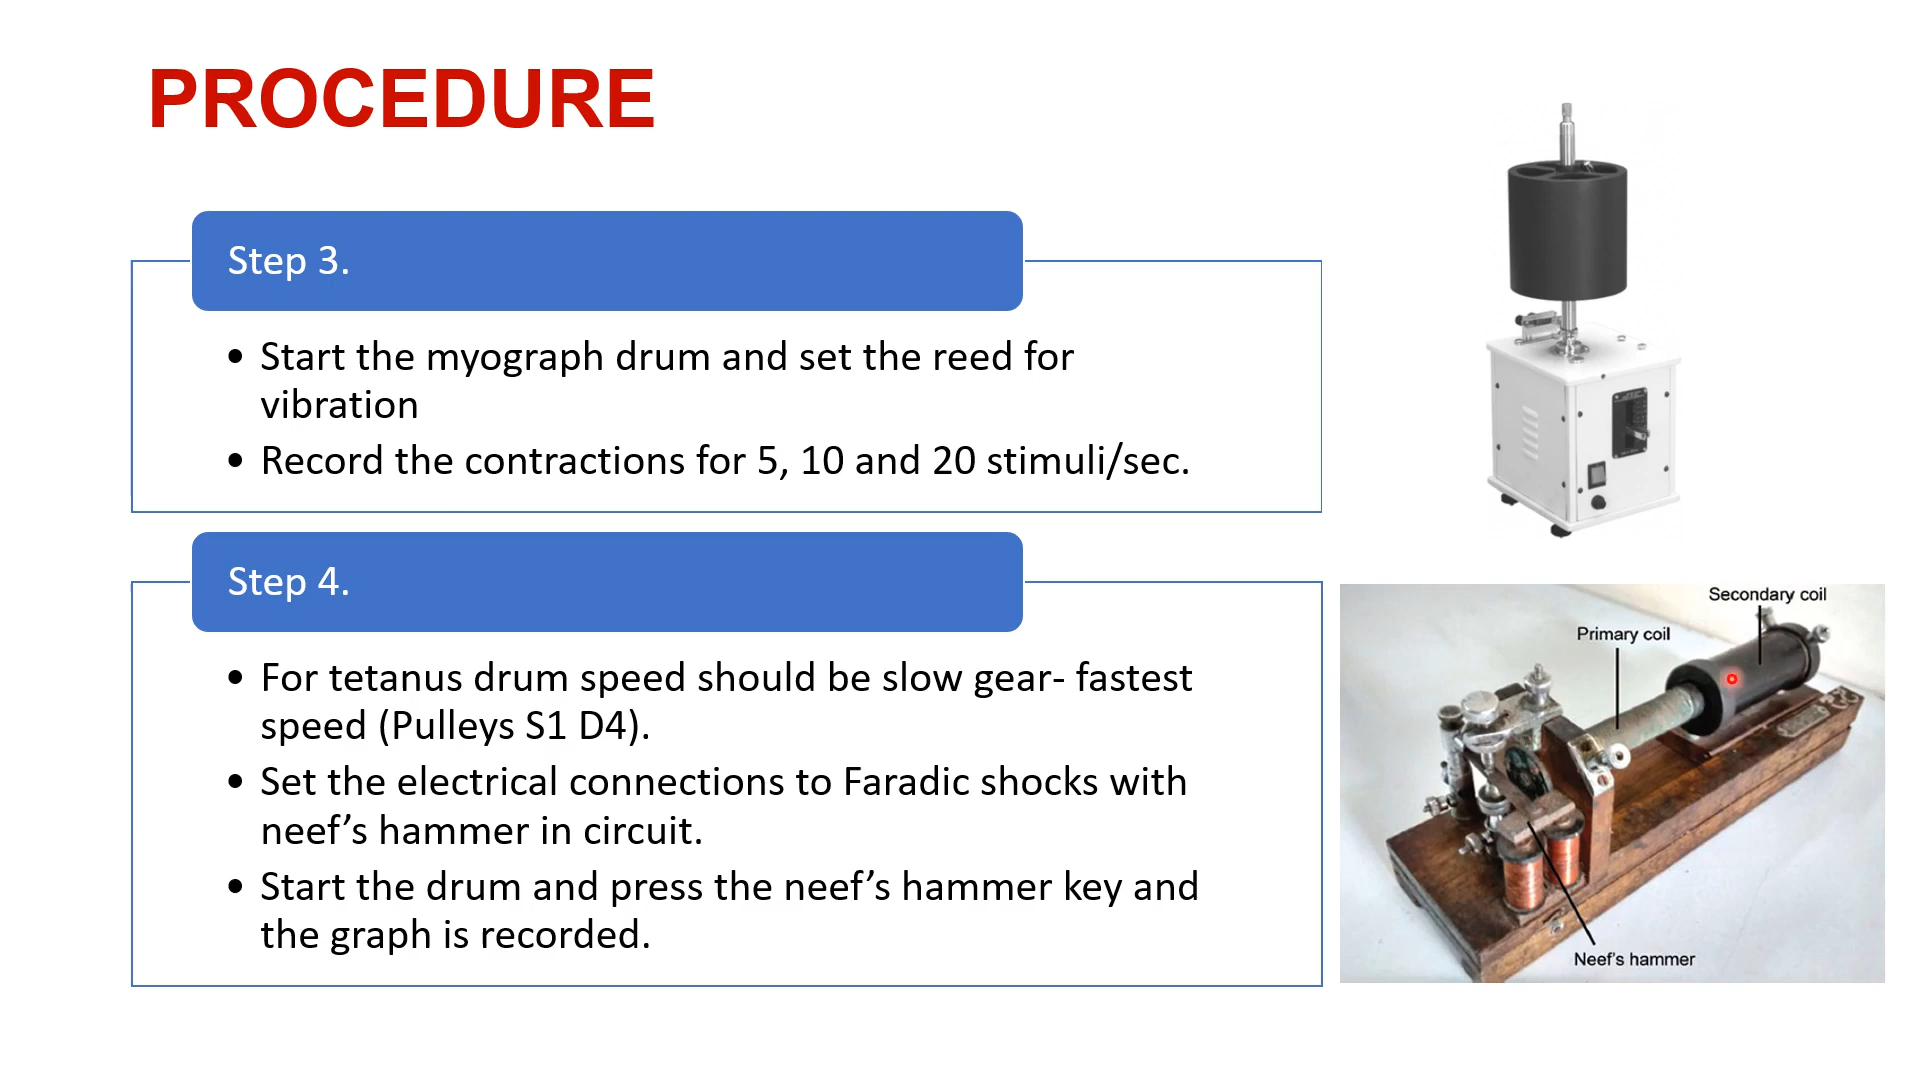 PROCEDURE
Step 3.
• Start the myograph drum and set the reed for
vibration
• Record the contractions for 5, 10 and 20 stimuli/sec.
Step 4.
• For tetanus drum speed should be slow gear- fastest
speed (Pulleys S1 D4).
• Set the electrical connections to Faradic shocks with
neef’s hammer in circuit.
• Start the drum and press the neef’s hammer key and
the graph is recorded.
Secondary coil
Primary coil
Neef's hammer